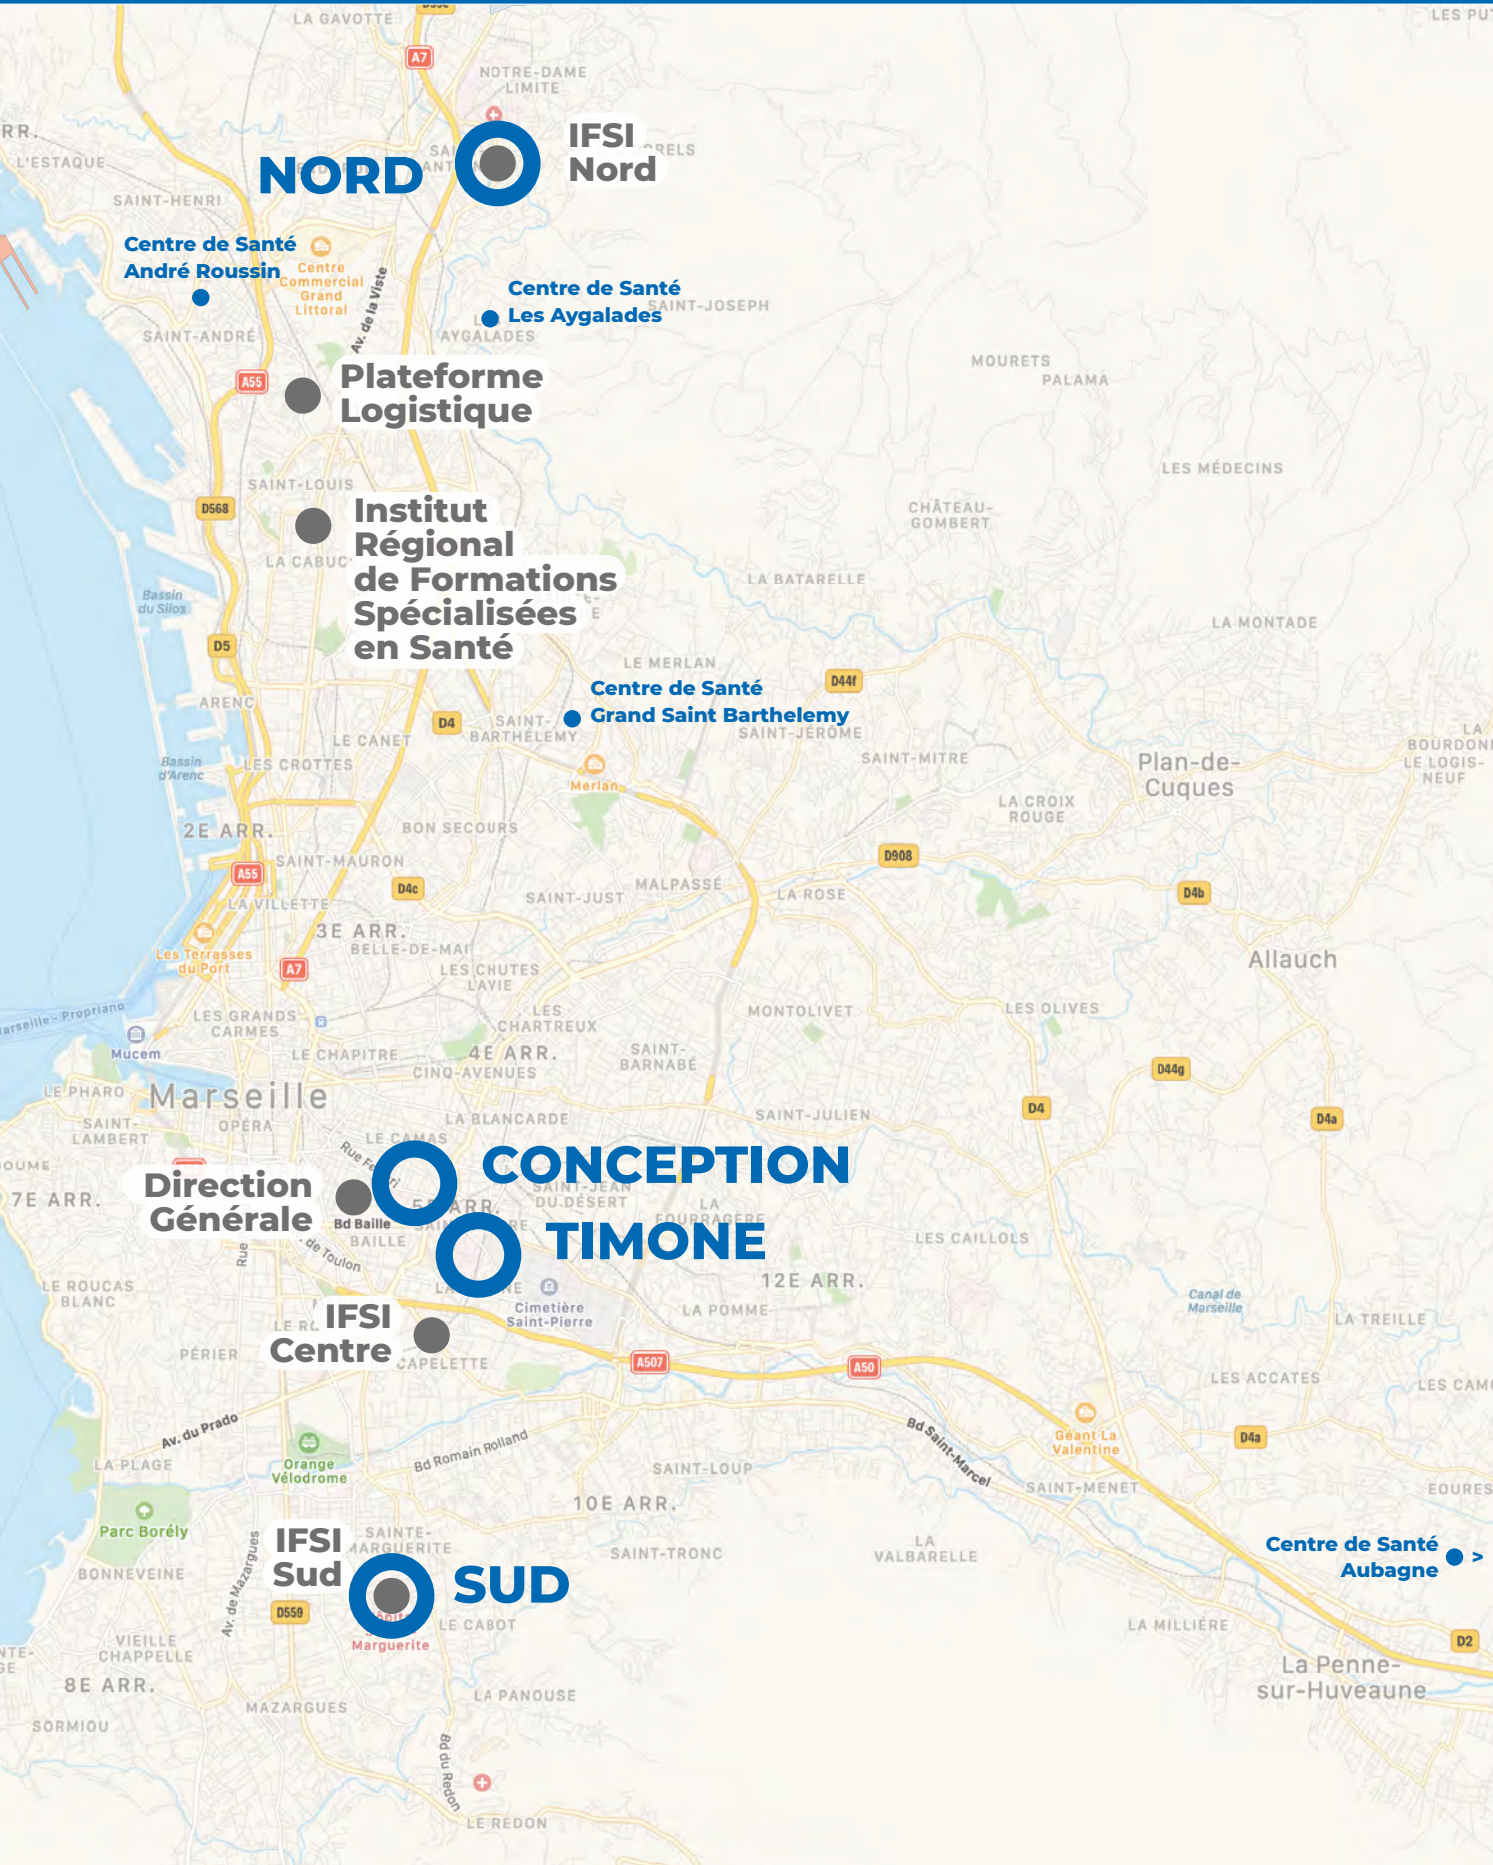 LA GAVOTTE
LES PU
A7
NOTRE-DAME
LIMITE
RR.
L'ESTAQUE
NORD
IFSI
Nord
SAINT-HENRI
Centre de Santé
André Roussin
Centre
Commercial
Grand
Littoral
Av. de la Viste
Centre de Santé
Les Aygalades
SAINT-JOSEPH
SAINT-ANDRÉ
AYGALADES
MOURETS
PALAMA
A55
Plateforme
Logistique
LES MÉDECINS
SAINT-LOUIS
D568
Institut
Régional
de Formations
Spécialisées
en Santé
CHÂTEAU-
GOMBERT
LA CABUC
LA BATARELLE
Bassin
du Silos
LA MONTADE
D5
LE MERLAN
D44f
Centre de Santé
Grand Saint Barthelemy
ARENC
D4
SAINT-
BARTHÉLEMY
SAINT-JÉRÔME
LE CANET
SAINT-MITRE
LA
BOURDON
LE LOGIS-
NEUF
Plan-de-
Cuques
Bassin
d'Arenc
LES CROTTES
Merlan
LA CROIX
ROUGE
2E ARR.
BON SECOURS
SAINT-MAURON
D908
A55
D4c
MALPASSÉ
SAINT-JUST
LA ROSE
D4b
LA VILLETTE
3E ARR.
BELLE-DE-MAI
Les Terrasses
du Port
A7
LES CHUTES
LAVIE
Allauch
LES GRANDS
CARMES
LES
CHARTREUX
MONTOLIVET
LES OLIVES
Marseille - Propriano
Mucem
LE CHAPITRE
4E ARR.
CINQ-AVENUES
SAINT-
BARNABÉ
D44g
LE PHARO
Marseille
OPÉRA
SAINT-
LAMBERT
LA BLANCARDE
SAINT-JULIEN
D4
D4a
LE CAMAS
CONCEPTION
Direction
Générale
Bd Baille
BAILLE
7E ARR.
SAINT-JEAN
DU DÉSERT
LA
FOURRAGÈRE
TIMONE
LES CAILLOLS
Rue
de Toulon
LE ROUCAS
BLANC
12E ARR.
Cimetière
Saint-Pierre
LA POMME
Canal de
Marseille
LA TREILLE
IFSI
Centre
PÉRIER
CAPELETTE
A507
A50
LES ACCATES
LES CAM
Av. du Prado
Bd Romain Rolland
Bd Saint-Marcel
Géant La
Valentine
D4a
LA PLAGE
Orange
Vélodrome
SAINT-LOUP
SAINT-MENET
EOURES
10E ARR.
Parc Borély
IFSI
Sud
SAINTE-
MARGUERITE
SAINT-TRONC
LA
VALBARELLE
Centre de Santé
Aubagne
>
BONNEVEINE
Av. de Mazargues
SUD
D559
LE CABOT
Marguerite
LA MILLIÈRE
D2
VIEILLE
CHAPPELLE
La Penne-
sur-Huveaune
8E ARR.
LA PANOUSE
MAZARGUES
SORMIOU
Bd du Redon
LE REDON